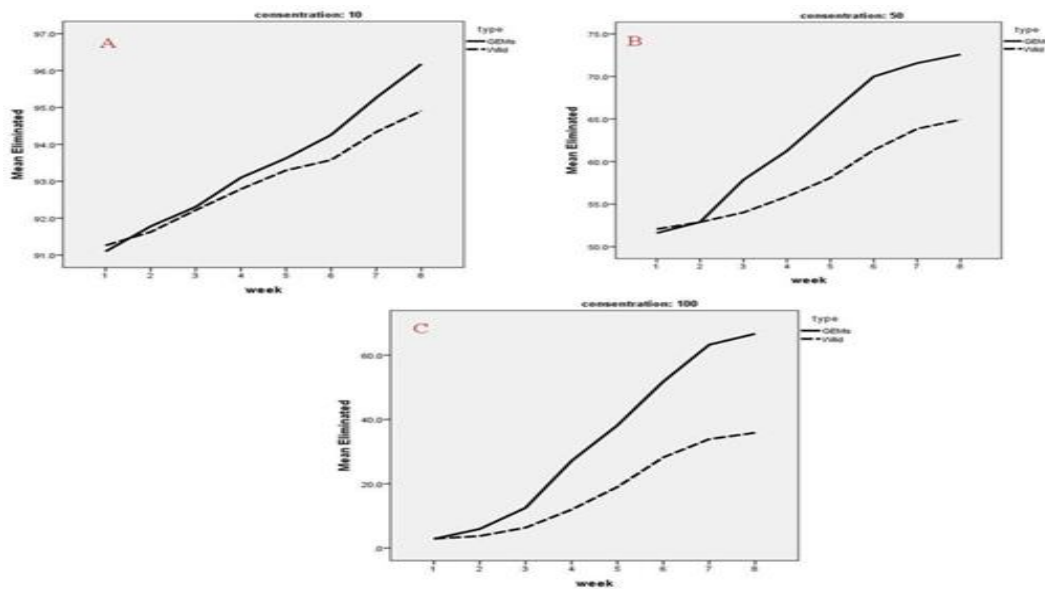 consentration: 10
A
type
GEMs
Wild
97.0
96.0
95.0
94.0
93.0
92.0
91.0
Mean Eliminated
1 2 3 4 5 6 7 8
week
consentration: 50
B
type
GEMs
Wild
75.0
70.0
65.0
60.0
55.0
50.0
Mean Eliminated
1 2 3 4 5 6 7 8
week
consentration: 100
C
type
GEMs
Wild
60.0
40.0
20.0
.0
Mean Eliminated
1 2 3 4 5 6 7 8
week